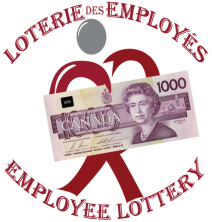 LOTERIE DES EMPLOYÉS
1000
CANADA
EMPLOYEE LOTTERY